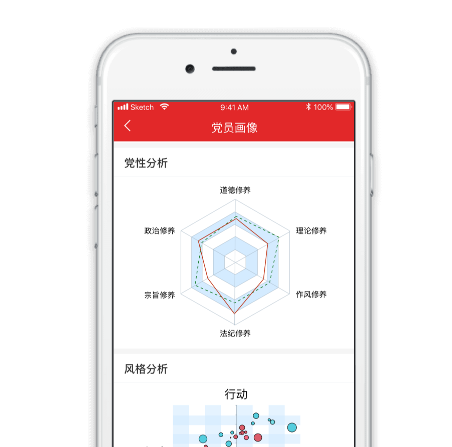 Sketch 9:41 AM 100%
党员画像
党性分析
道德修养
政治修养 理论修养
宗旨修养 作风修养
法纪修养
风格分析
行动